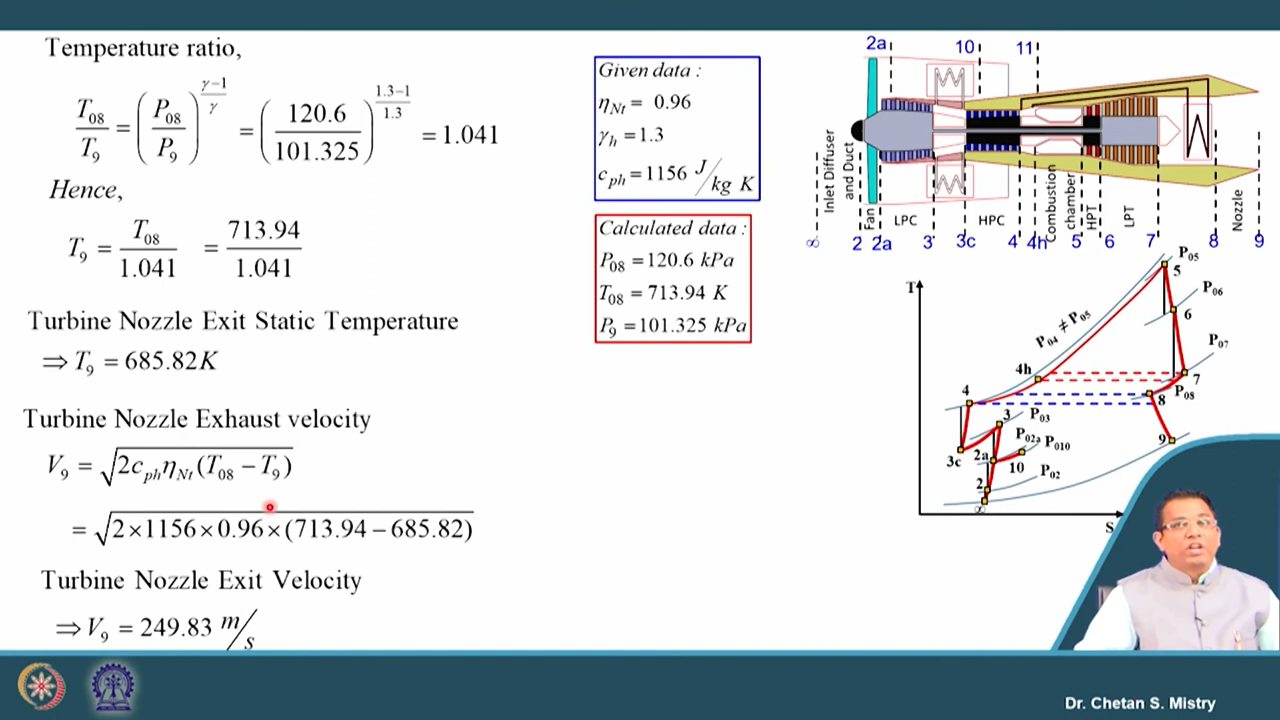 Temperature ratio,
T08/T9 = (P08/P9)^((γ−1)/γ) = (120.6/101.325)^((1.3−1)/1.3) = 1.041
Hence,
T9 = T08/1.041 = 713.94/1.041
Turbine Nozzle Exit Static Temperature
⇒ T9 = 685.82K
Turbine Nozzle Exhaust velocity
V9 = √(2cphηNt(T08 − T9))
= √(2×1156×0.96×(713.94−685.82))
Turbine Nozzle Exit Velocity
⇒ V9 = 249.83 m/s
Given data :
ηNt = 0.96
γh = 1.3
cph = 1156 J/kg K
Calculated data :
P08 = 120.6 kPa
T08 = 713.94 K
P9 = 101.325 kPa
2a 10 11
Inlet Diffuser
and Duct
Fan
LPC
HPC
Combustion
chamber
HPT
LPT
Nozzle
∞ 2 2a 3 3c 4 4h 5 6 7 8 9
T
P05
5
P06
6
P04 ≠ P05
P07
4h
7
4
P08
8
3
P03
P02a
P010
9
3c
2a
10
P02
2
∞
S
Dr. Chetan S. Mistry